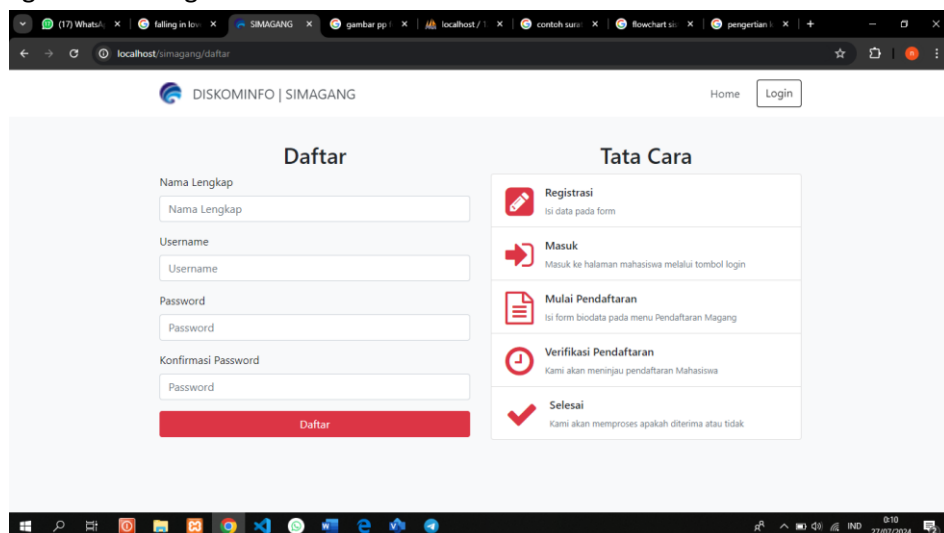 (17) WhatsA
falling in lov
SIMAGANG
gambar pp f
localhost / 1
contoh sura
flowchart si
pengertian
localhost/simagang/daftar
DISKOMINFO | SIMAGANG
Home
Login
Daftar
Nama Lengkap
Nama Lengkap
Username
Username
Password
Password
Konfirmasi Password
Password
Daftar
Tata Cara
Registrasi
Isi data pada form
Masuk
Masuk ke halaman mahasiswa melalui tombol login
Mulai Pendaftaran
Isi form biodata pada menu Pendaftaran Magang
Verifikasi Pendaftaran
Kami akan meninjau pendaftaran Mahasiswa
Selesai
Kami akan memproses apakah diterima atau tidak
IND
0:10
27/07/2024